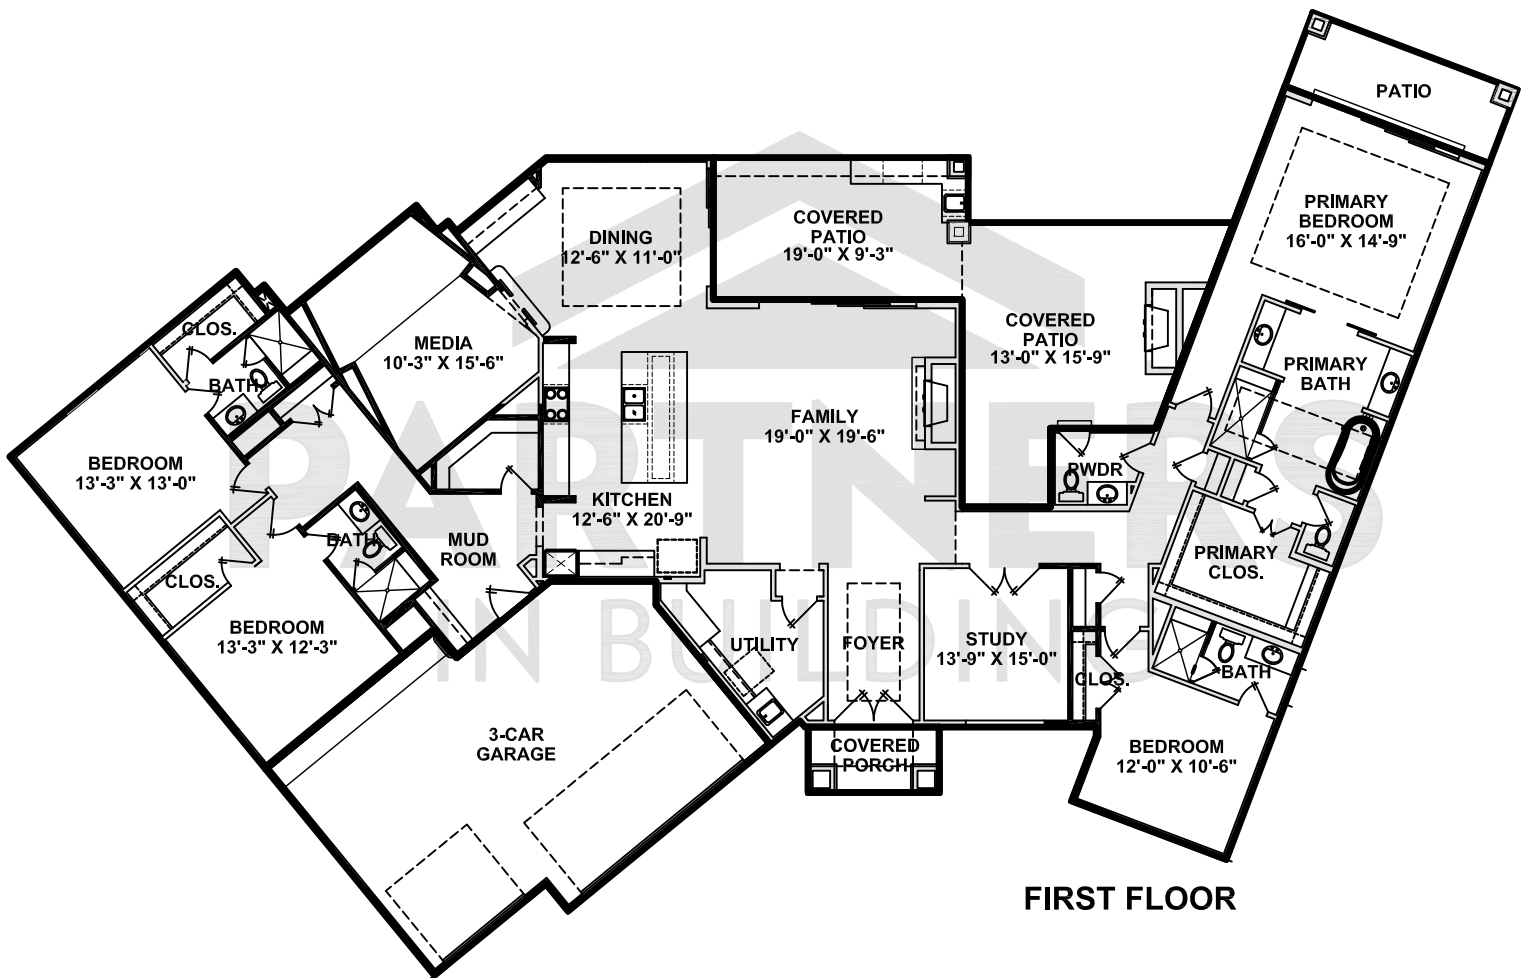 PATIO
PRIMARY
BEDROOM
16'-0" X 14'-9"
COVERED
PATIO
19'-0" X 9'-3"
DINING
12'-6" X 11'-0"
COVERED
PATIO
13'-0" X 15'-9"
CLOS.
MEDIA
10'-3" X 15'-6"
PRIMARY
BATH
BATH
FAMILY
19'-0" X 19'-6"
BEDROOM
13'-3" X 13'-0"
PWDR
KITCHEN
12'-6" X 20'-9"
BATH
MUD
ROOM
PRIMARY
CLOS.
CLOS.
BEDROOM
13'-3" X 12'-3"
UTILITY
FOYER
STUDY
13'-9" X 15'-0"
CLOS.
BATH
3-CAR
GARAGE
COVERED
PORCH
BEDROOM
12'-0" X 10'-6"
PARTNERS
IN BUILDING
FIRST FLOOR